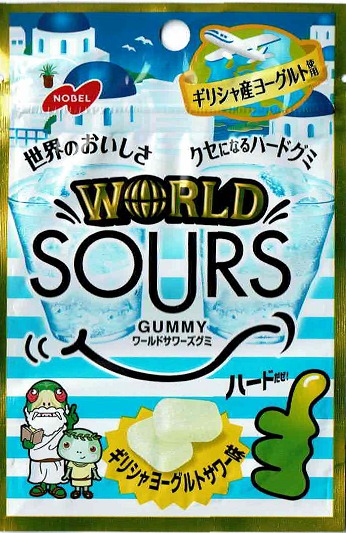 NOBEL
ギリシャ産ヨーグルト使用
世界のおいしさ
クセになるハードグミ
WORLD
SOURS
GUMMY
ワールドサワーズグミ
ハードだぜ!
ギリシャヨーグルトサワー味